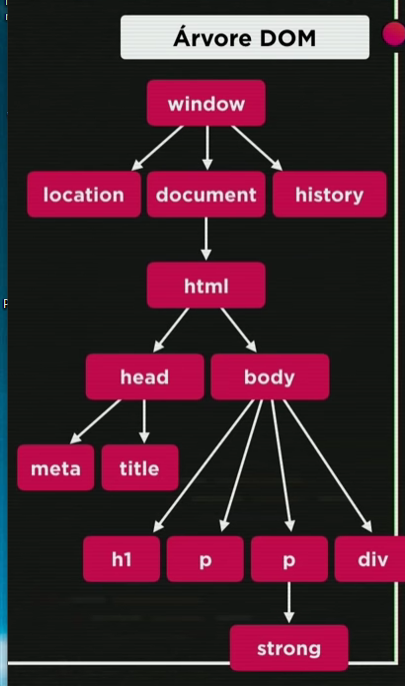 Árvore DOM
window
location
document
history
html
head
body
meta
title
h1
p
p
div
strong